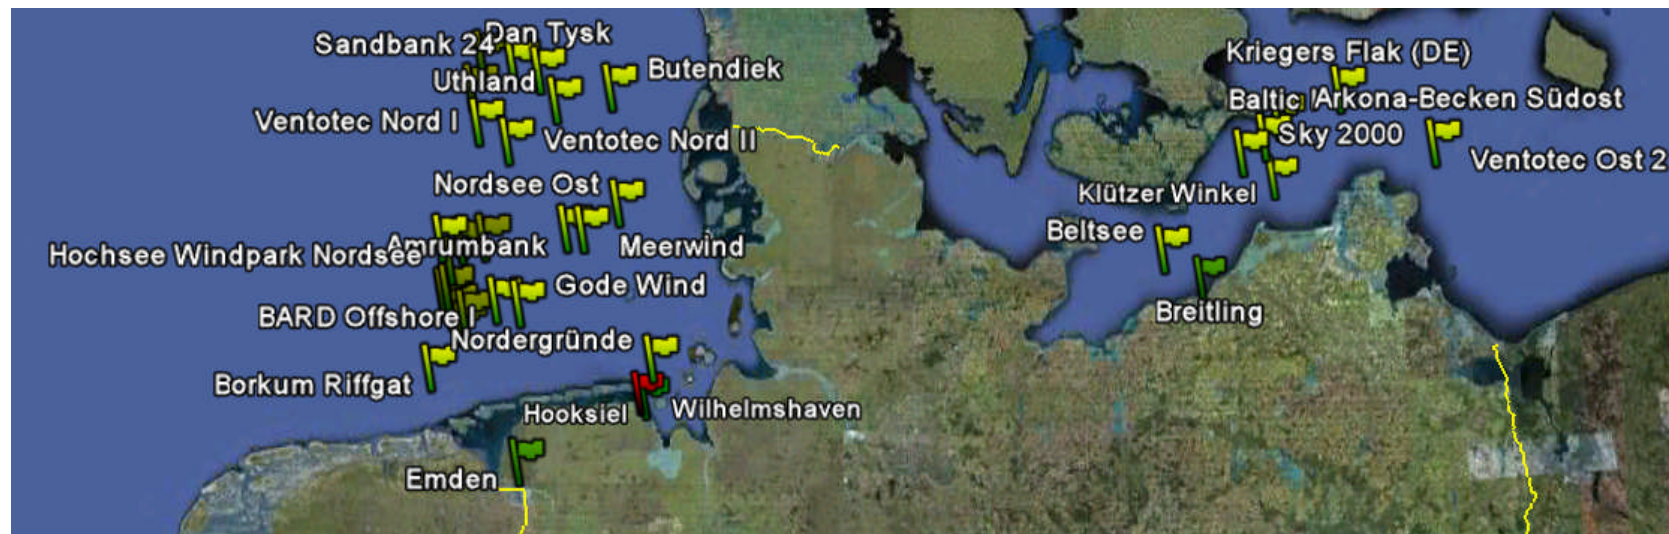 Dan Tysk
Sandbank 24
Kriegers Flak (DE)
Butendiek
Uthland
Baltic
Arkona-Becken Südost
Ventotec Nord I
Ventotec Nord II
Sky 2000
Ventotec Ost 2
Nordsee Ost
Klützer Winkel
Beltsee
Amrumbank
Meerwind
Hochsee Windpark Nordsee
Gode Wind
BARD Offshore I
Breitling
Nordergründe
Borkum Riffgat
Hooksiel
Wilhelmshaven
Emden